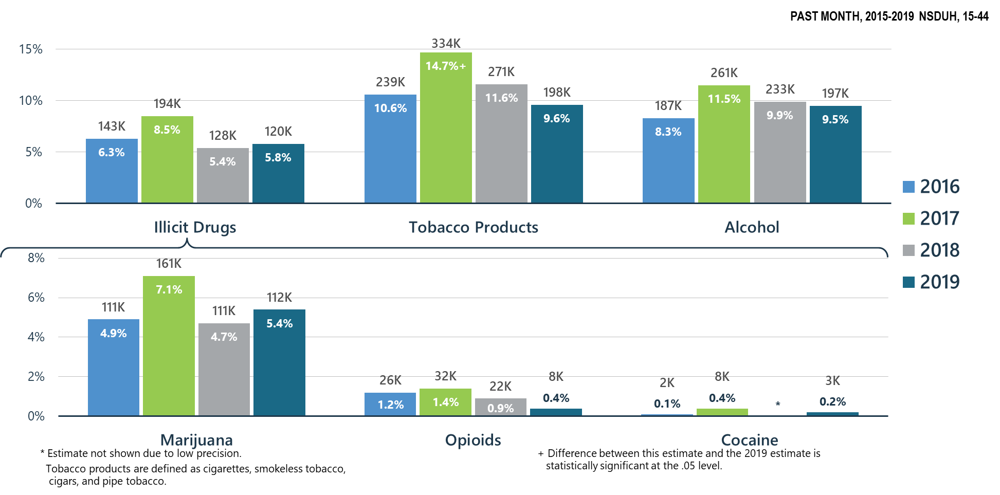 PAST MONTH, 2015-2019 NSDUH, 15-44
15%
10%
5%
0%
143K
6.3%
194K
8.5%
128K
5.4%
120K
5.8%
239K
10.6%
334K
14.7%+
271K
11.6%
198K
9.6%
187K
8.3%
261K
11.5%
233K
9.9%
197K
9.5%
Illicit Drugs
Tobacco Products
Alcohol
2016
2017
2018
2019
8%
6%
4%
2%
0%
111K
4.9%
161K
7.1%
111K
4.7%
112K
5.4%
26K
1.2%
32K
1.4%
22K
0.9%
8K
0.4%
2K
0.1%
8K
0.4%
*
3K
0.2%
Marijuana
Opioids
Cocaine
* Estimate not shown due to low precision.
Tobacco products are defined as cigarettes, smokeless tobacco,
cigars, and pipe tobacco.
+ Difference between this estimate and the 2019 estimate is
statistically significant at the .05 level.